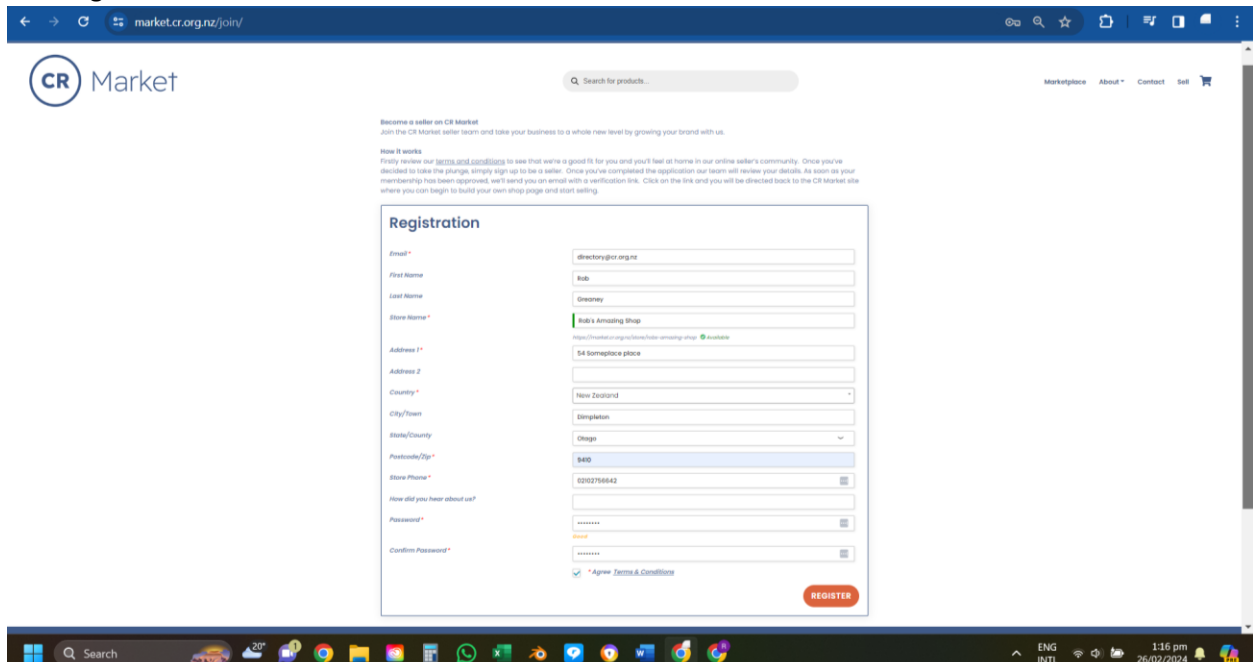 market.cr.org.nz/join/
CR Market
Search for products...
Marketplace About Contact Sell
Become a seller on CR Market
Join the CR Market seller team and take your business to a whole new level by growing your brand with us.
How it works
Firstly review our terms and conditions to see that we're a good fit for you and you'll feel at home in our online seller's community. Once you've
decided to take the plunge, simply sign up to be a seller. Once you've completed the application our team will review your details. As soon as your
membership has been approved, we'll send you an email with a verification link. Click on the link and you will be directed back to the CR Market site
where you can begin to build your own shop page and start selling.
Registration
Email * directory@cr.org.nz
First Name Rob
Last Name Greaney
Store Name * Rob's Amazing Shop
https://market.cr.org.nz/store/robs-amazing-shop Available
Address 1 * 54 Someplace place
Address 2
Country * New Zealand
City/Town Dimpleton
State/County Otago
Postcode/Zip * 9410
Store Phone * 02102756642
How did you hear about us?
Password * ········
Good
Confirm Password * ········
* Agree Terms & Conditions
REGISTER
Search 20° ENG 1:16 pm
INTL 26/02/2024